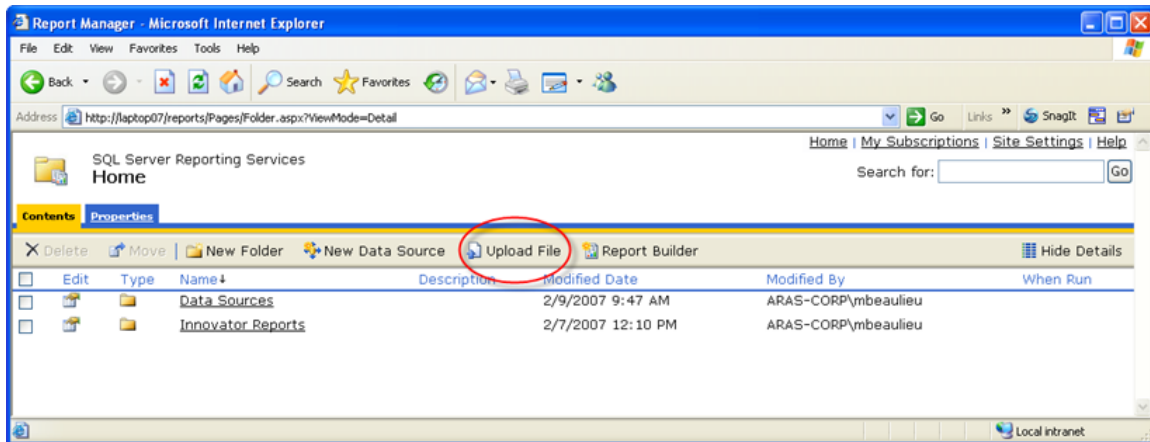 Report Manager - Microsoft Internet Explorer
File Edit View Favorites Tools Help
Back Search Favorites
Address http://laptop07/reports/Pages/Folder.aspx?ViewMode=Detail Go Links » SnagIt
Home | My Subscriptions | Site Settings | Help
SQL Server Reporting Services
Home
Search for: Go
Contents Properties
Delete Move | New Folder New Data Source Upload File Report Builder Hide Details
Edit Type Name↓ Description Modified Date Modified By When Run
Data Sources 2/9/2007 9:47 AM ARAS-CORP\mbeaulieu
Innovator Reports 2/7/2007 12:10 PM ARAS-CORP\mbeaulieu
Local intranet